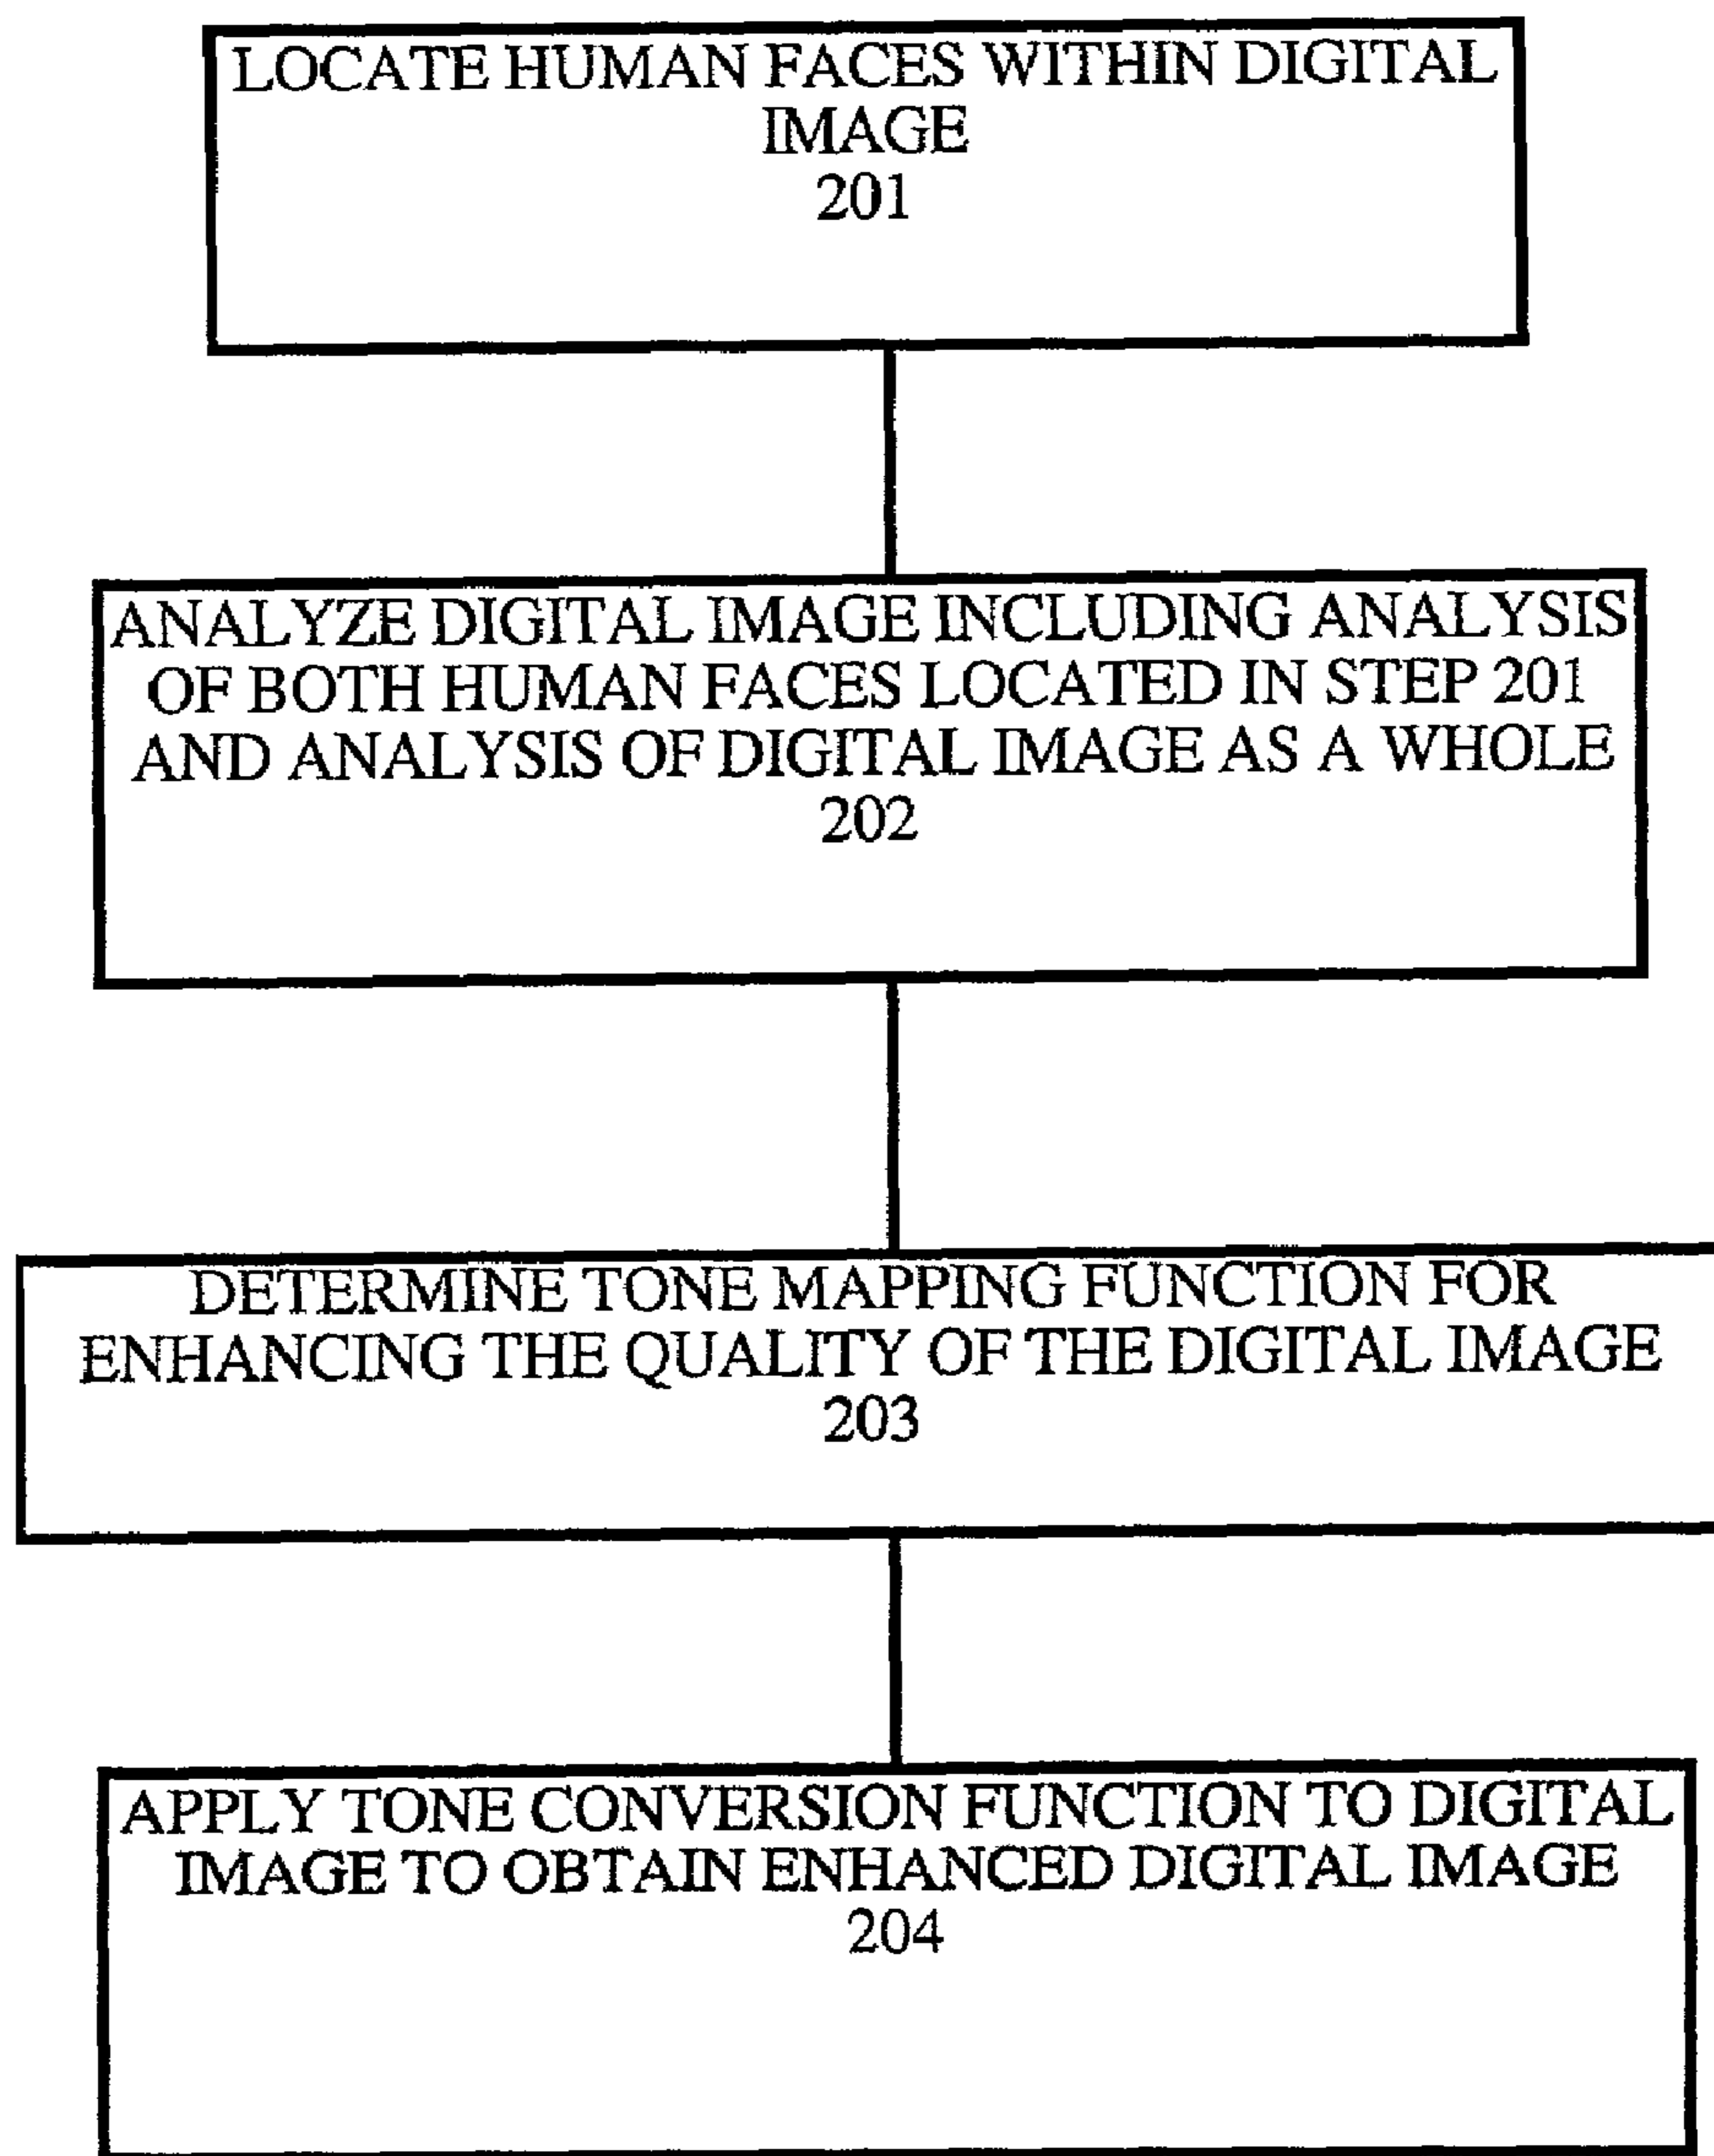 LOCATE HUMAN FACES WITHIN DIGITAL
IMAGE
201
ANALYZE DIGITAL IMAGE INCLUDING ANALYSIS
OF BOTH HUMAN FACES LOCATED IN STEP 201
AND ANALYSIS OF DIGITAL IMAGE AS A WHOLE
202
DETERMINE TONE MAPPING FUNCTION FOR
ENHANCING THE QUALITY OF THE DIGITAL IMAGE
203
APPLY TONE CONVERSION FUNCTION TO DIGITAL
IMAGE TO OBTAIN ENHANCED DIGITAL IMAGE
204